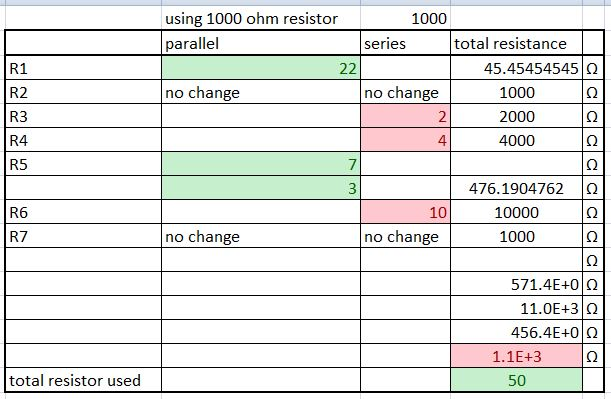 using 1000 ohm resistor 1000
parallel series total resistance
R1 22 45.45454545 Ω
R2 no change no change 1000 Ω
R3 2 2000 Ω
R4 4 4000 Ω
R5 7 Ω
3 476.1904762 Ω
R6 10 10000 Ω
R7 no change no change 1000 Ω
Ω
571.4E+0 Ω
11.0E+3 Ω
456.4E+0 Ω
1.1E+3 Ω
total resistor used 50